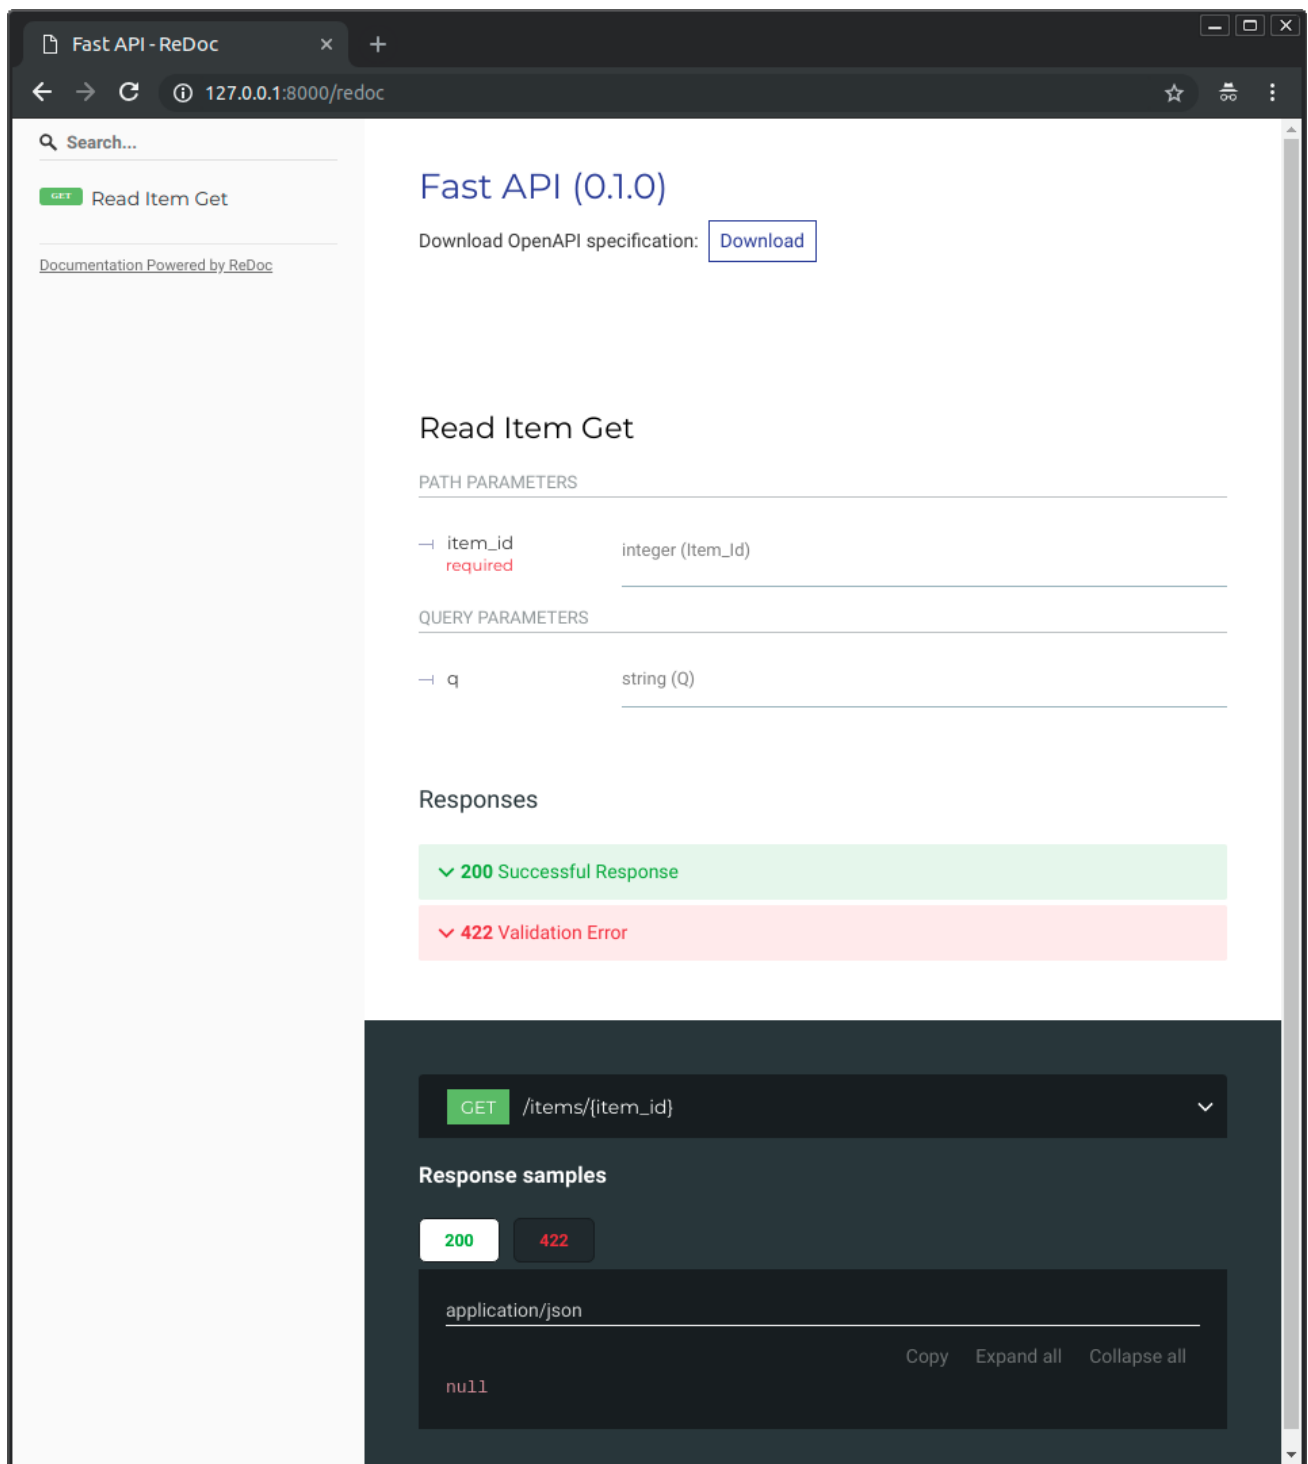 Fast API - ReDoc
127.0.0.1:8000/redoc
Search...
GET Read Item Get
Documentation Powered by ReDoc
Fast API (0.1.0)
Download OpenAPI specification: Download
Read Item Get
PATH PARAMETERS
item_id integer (Item_Id)
required
QUERY PARAMETERS
q string (Q)
Responses
200 Successful Response
422 Validation Error
GET /items/{item_id}
Response samples
200 422
application/json
Copy Expand all Collapse all
null